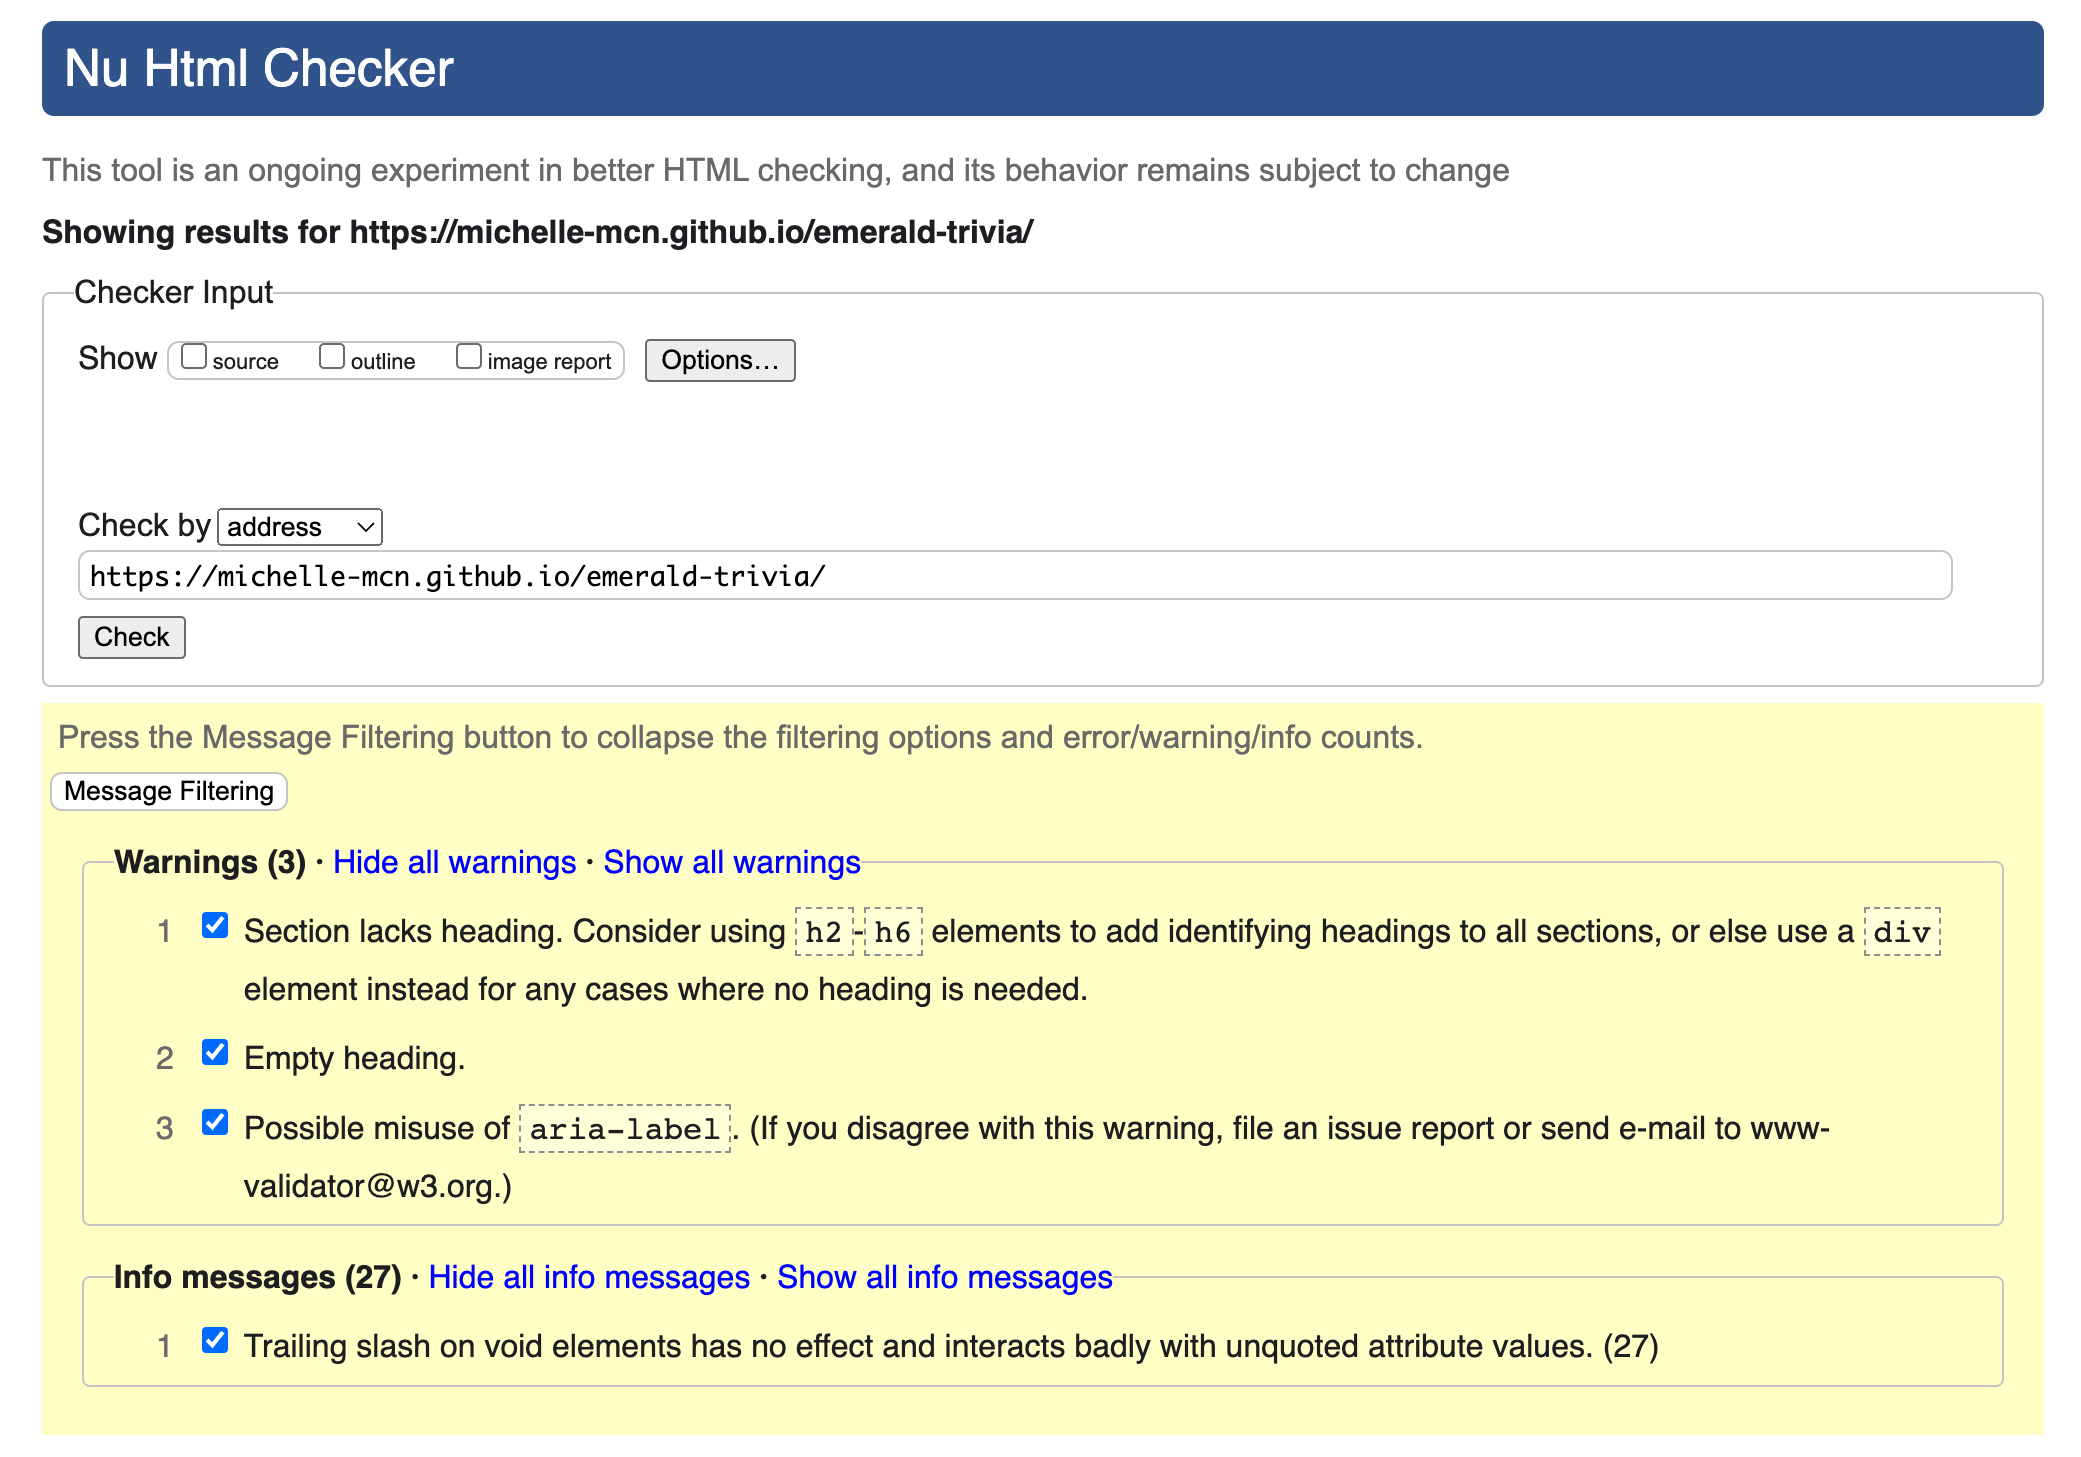 Nu Html Checker
This tool is an ongoing experiment in better HTML checking, and its behavior remains subject to change
Showing results for https://michelle-mcn.github.io/emerald-trivia/
Checker Input
Show source outline image report Options...
Check by address
https://michelle-mcn.github.io/emerald-trivia/
Check
Press the Message Filtering button to collapse the filtering options and error/warning/info counts.
Message Filtering
Warnings (3) · Hide all warnings · Show all warnings
1 Section lacks heading. Consider using h2-h6 elements to add identifying headings to all sections, or else use a div
element instead for any cases where no heading is needed.
2 Empty heading.
3 Possible misuse of aria-label. (If you disagree with this warning, file an issue report or send e-mail to www-
validator@w3.org.)
Info messages (27) · Hide all info messages · Show all info messages
1 Trailing slash on void elements has no effect and interacts badly with unquoted attribute values. (27)